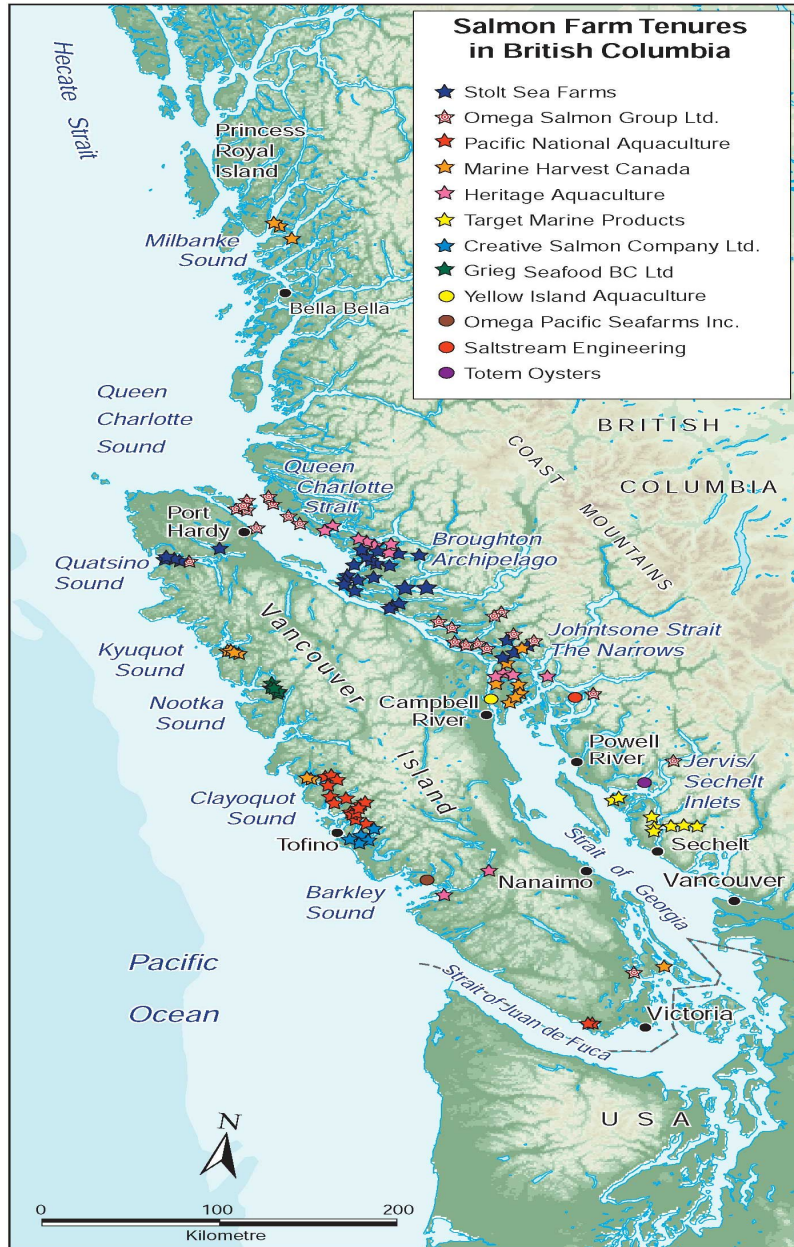 Salmon Farm Tenures
in British Columbia
Stolt Sea Farms
Omega Salmon Group Ltd.
Pacific National Aquaculture
Marine Harvest Canada
Heritage Aquaculture
Target Marine Products
Creative Salmon Company Ltd.
Grieg Seafood BC Ltd
Yellow Island Aquaculture
Omega Pacific Seafarms Inc.
Saltstream Engineering
Totem Oysters
Hecate Strait
Princess
Royal
Island
Milbanke
Sound
Bella Bella
Queen
Charlotte
Sound
BRITISH
COLUMBIA
COAST
MOUNTAINS
Queen
Charlotte
Strait
Port
Hardy
Broughton
Archipelago
Quatsino
Sound
Vancouver
Island
Kyuquot
Sound
Johntsone Strait
The Narrows
Nootka
Sound
Campbell
River
Powell
River
Jervis/
Sechelt
Inlets
Clayoquot
Sound
Tofino
Sechelt
Strait of Georgia
Nanaimo
Vancouver
Barkley
Sound
Pacific
Ocean
Strait of Juan de Fuca
Victoria
U S A
N
0 100 200
Kilometre